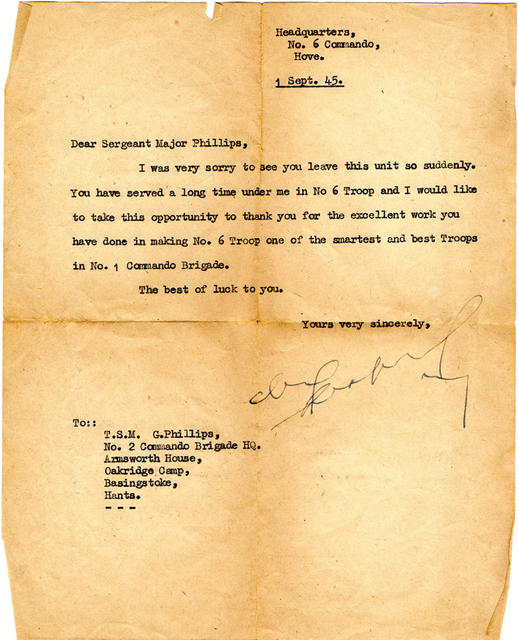 Headquarters,
No. 6 Commando,
Hove.
1 Sept. 45.
Dear Sergeant Major Phillips,
I was very sorry to see you leave this unit so suddenly.
You have served a long time under me in No 6 Troop and I would like
to take this opportunity to thank you for the excellent work you
have done in making No. 6 Troop one of the smartest and best Troops
in No. 1 Commando Brigade.
The best of luck to you.
Yours very sincerely,
To::
T.S.M. G.Phillips,
No. 2 Commando Brigade HQ.
Armsworth House,
Oakridge Camp,
Basingstoke,
Hants.
- - -